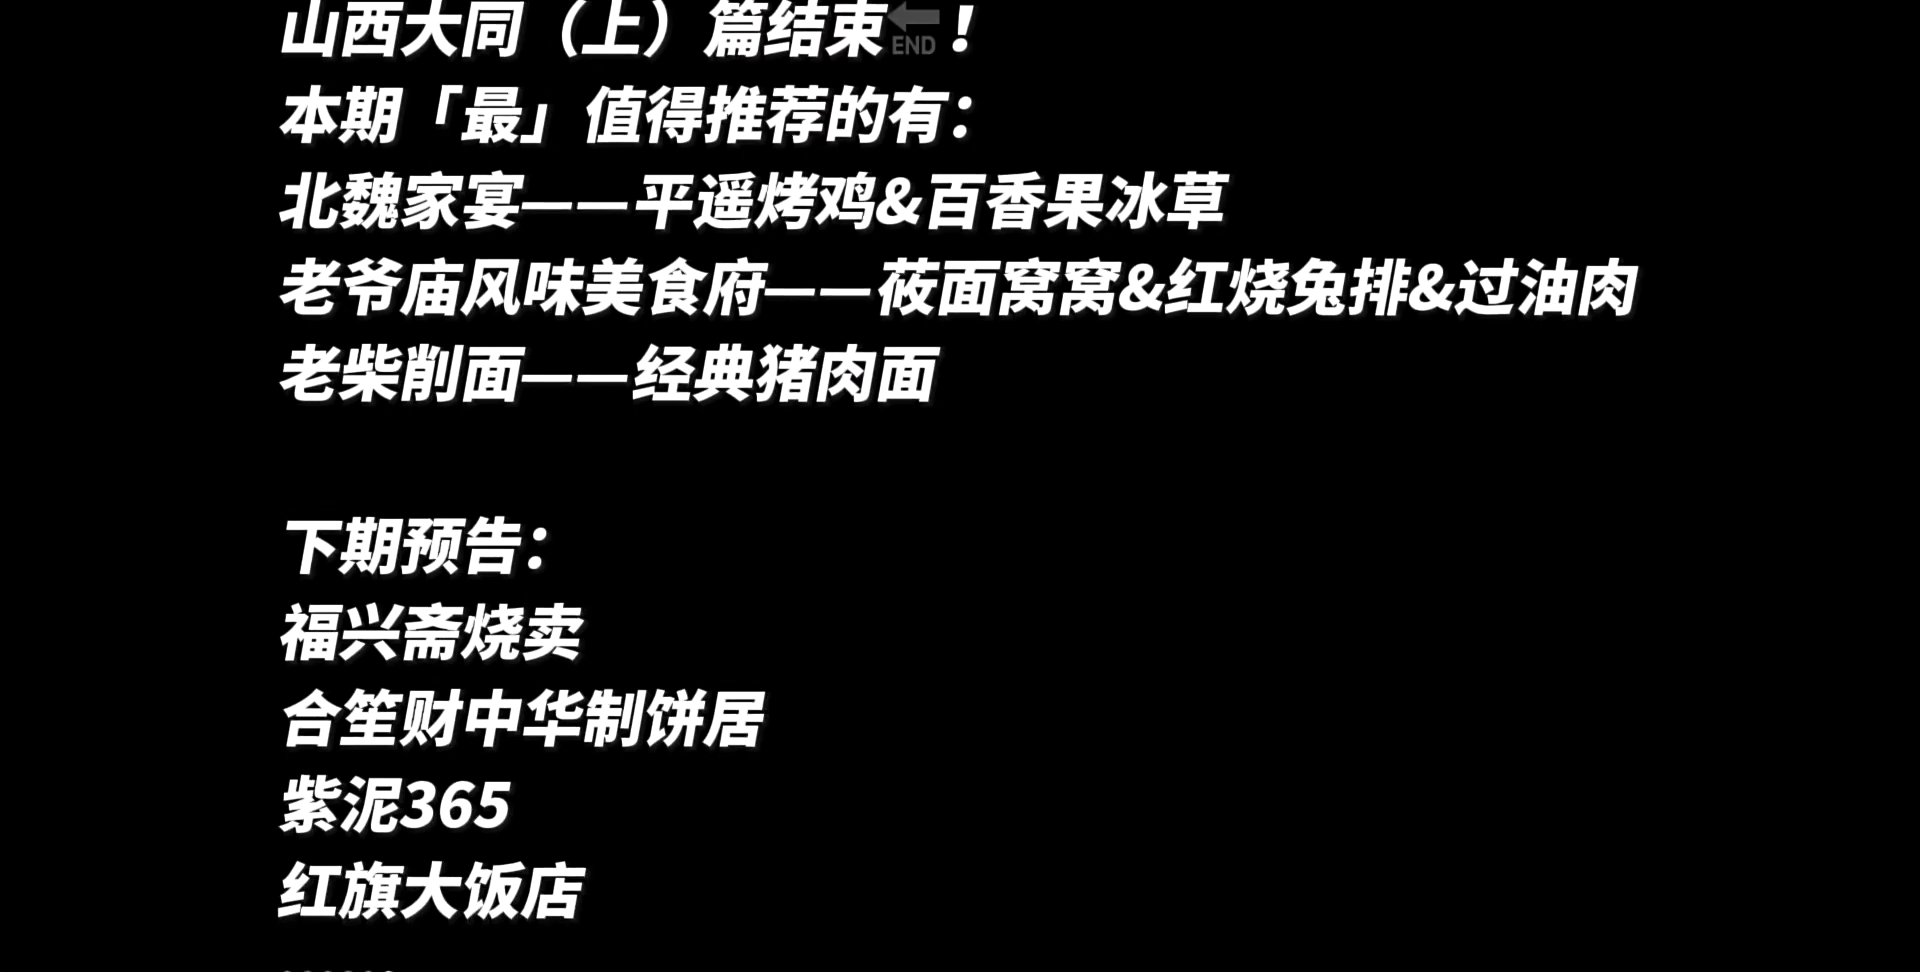 山西大同（上）篇结束🔚！
本期「最」值得推荐的有：
北魏家宴——平遥烤鸡&百香果冰草
老爷庙风味美食府——莜面窝窝&红烧兔排&过油肉
老柴削面——经典猪肉面
下期预告：
福兴斋烧卖
合笙财中华制饼居
紫泥365
红旗大饭店